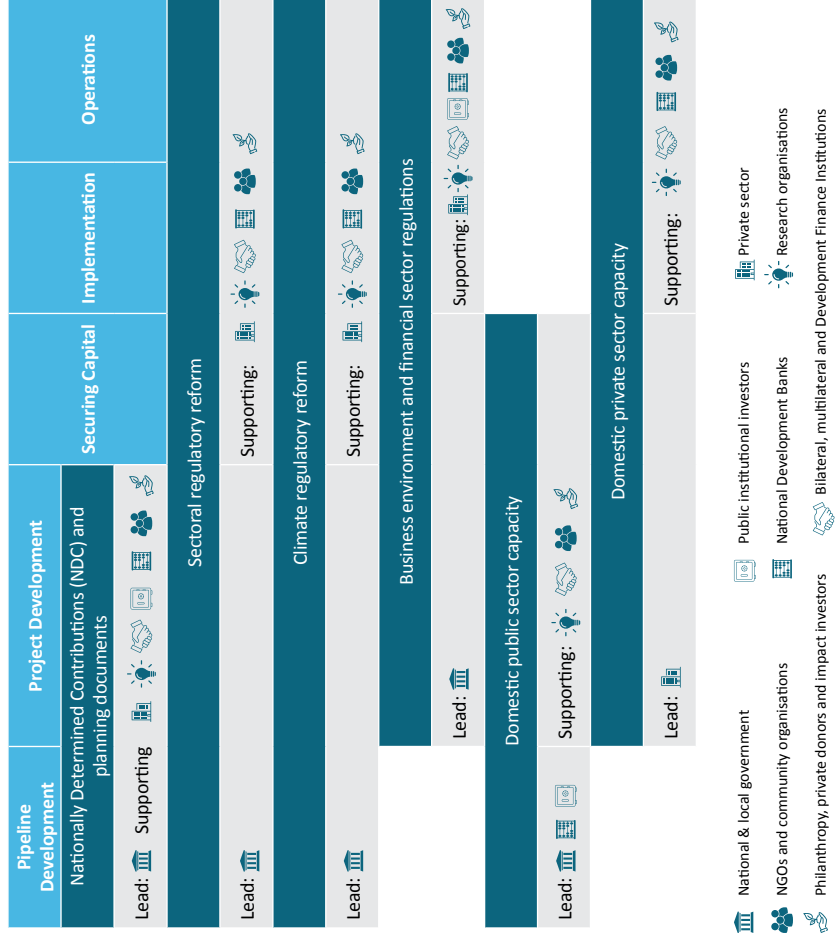 Pipeline
Development
Project Development
Securing Capital
Implementation
Operations
Nationally Determined Contributions (NDC) and
planning documents
Lead:
Supporting
Sectoral regulatory reform
Lead:
Supporting:
Climate regulatory reform
Lead:
Supporting:
Business environment and financial sector regulations
Lead:
Supporting:
Domestic public sector capacity
Lead:
Supporting:
Domestic private sector capacity
Lead:
Supporting:
National & local government
Public institutional investors
Private sector
NGOs and community organisations
National Development Banks
Research organisations
Philanthropy, private donors and impact investors
Bilateral, multilateral and Development Finance Institutions